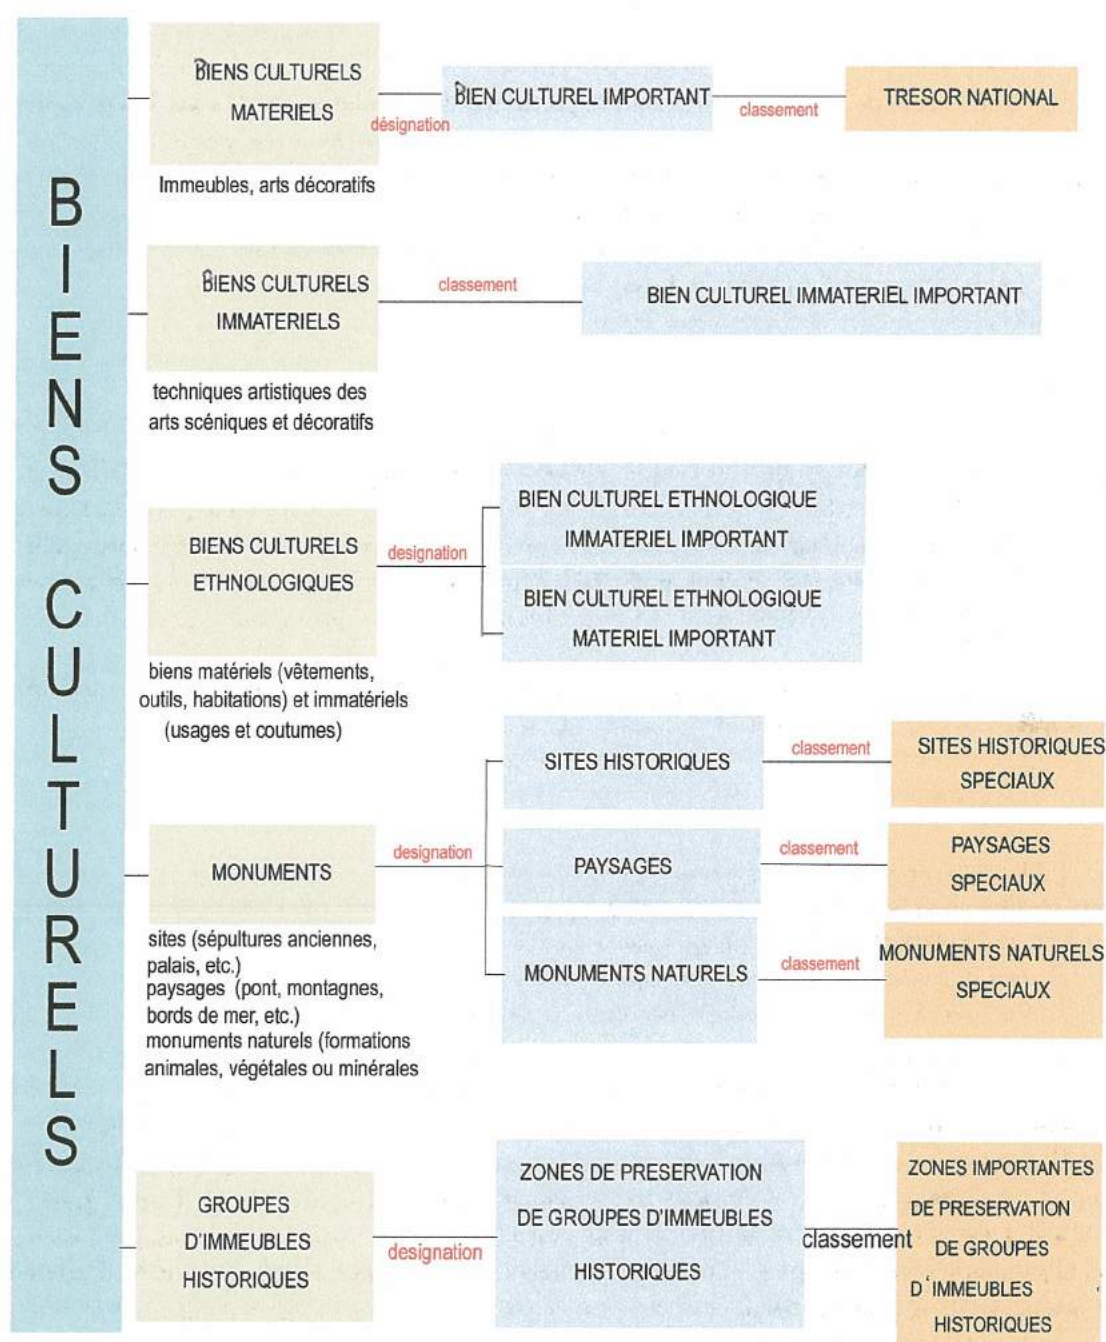 BIENS CULTURELS
BIENS CULTURELS
MATERIELS
désignation
BIEN CULTUREL IMPORTANT
classement
TRESOR NATIONAL
Immeubles, arts décoratifs
BIENS CULTURELS
IMMATERIELS
classement
BIEN CULTUREL IMMATERIEL IMPORTANT
techniques artistiques des
arts scéniques et décoratifs
BIENS CULTURELS
ETHNOLOGIQUES
designation
BIEN CULTUREL ETHNOLOGIQUE
IMMATERIEL IMPORTANT
BIEN CULTUREL ETHNOLOGIQUE
MATERIEL IMPORTANT
biens matériels (vêtements,
outils, habitations) et immatériels
(usages et coutumes)
MONUMENTS
designation
SITES HISTORIQUES
classement
SITES HISTORIQUES
SPECIAUX
PAYSAGES
classement
PAYSAGES
SPECIAUX
MONUMENTS NATURELS
classement
MONUMENTS NATURELS
SPECIAUX
sites (sépultures anciennes,
palais, etc.)
paysages (pont, montagnes,
bords de mer, etc.)
monuments naturels (formations
animales, végétales ou minérales
GROUPES
D'IMMEUBLES
HISTORIQUES
designation
ZONES DE PRESERVATION
DE GROUPES D'IMMEUBLES
HISTORIQUES
classement
ZONES IMPORTANTES
DE PRESERVATION
DE GROUPES
D'IMMEUBLES
HISTORIQUES